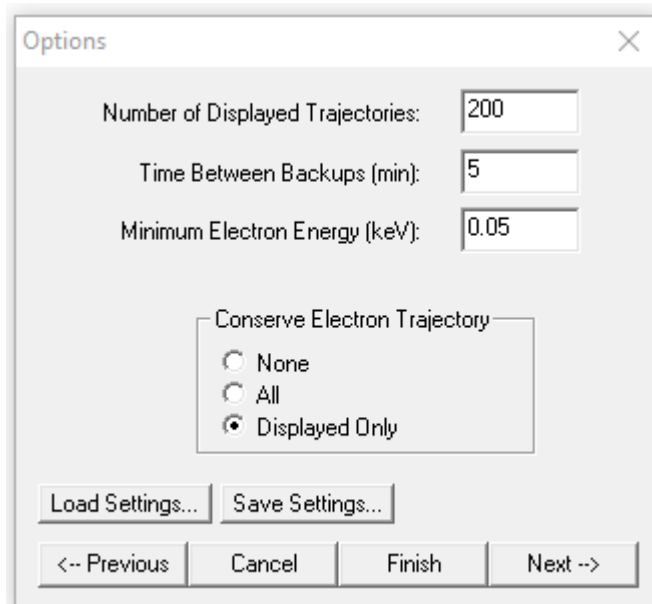 Options
Number of Displayed Trajectories: 200
Time Between Backups (min): 5
Minimum Electron Energy (keV): 0.05
Conserve Electron Trajectory
None
All
Displayed Only
Load Settings... Save Settings...
<-- Previous Cancel Finish Next -->